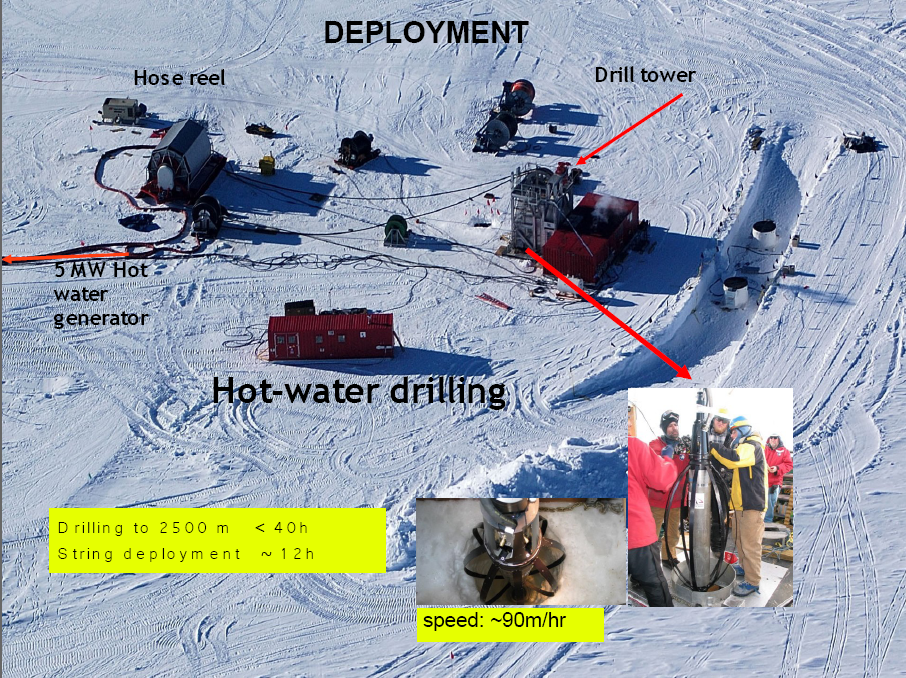 DEPLOYMENT
Hose reel
Drill tower
5 MW Hot
water
generator
Hot-water drilling
Drilling to 2500 m < 40h
String deployment ~ 12h
speed: ~90m/hr